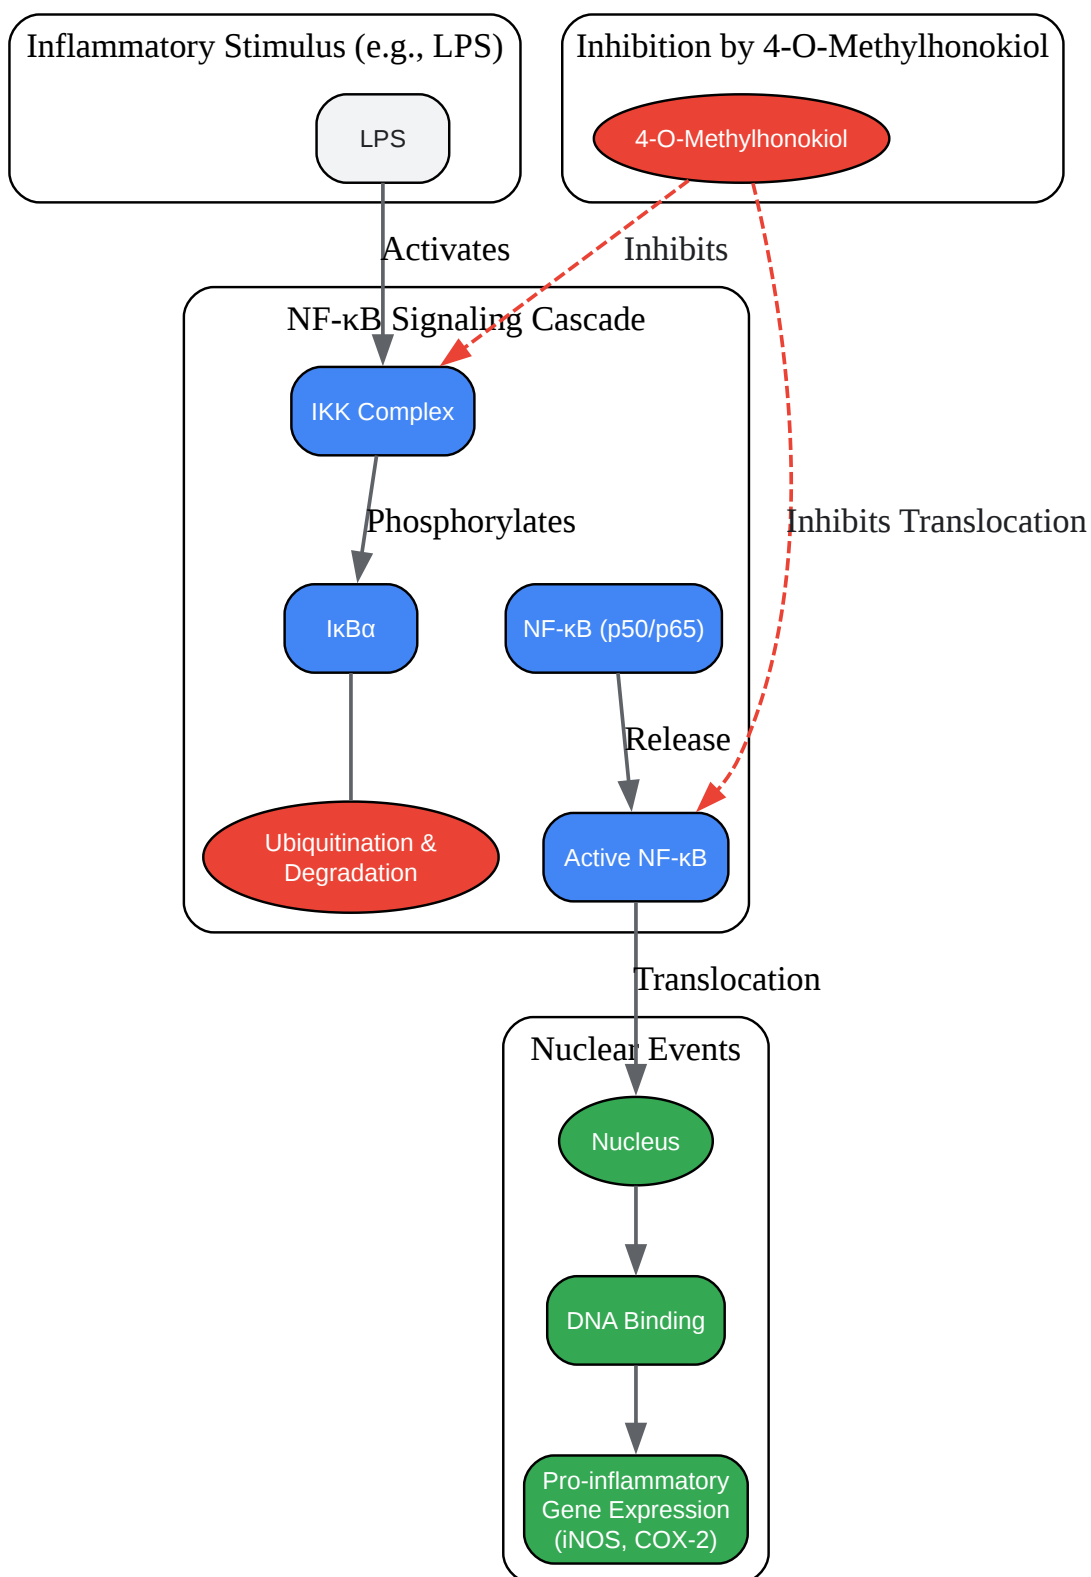 Inflammatory Stimulus (e.g., LPS)
Inhibition by 4-O-Methylhonokiol
LPS
4-O-Methylhonokiol
Activates
Inhibits
NF-κB Signaling Cascade
IKK Complex
Phosphorylates
Inhibits Translocation
IκBα
NF-κB (p50/p65)
Release
Ubiquitination &
Degradation
Active NF-κB
Translocation
Nuclear Events
Nucleus
DNA Binding
Pro-inflammatory
Gene Expression
(iNOS, COX-2)